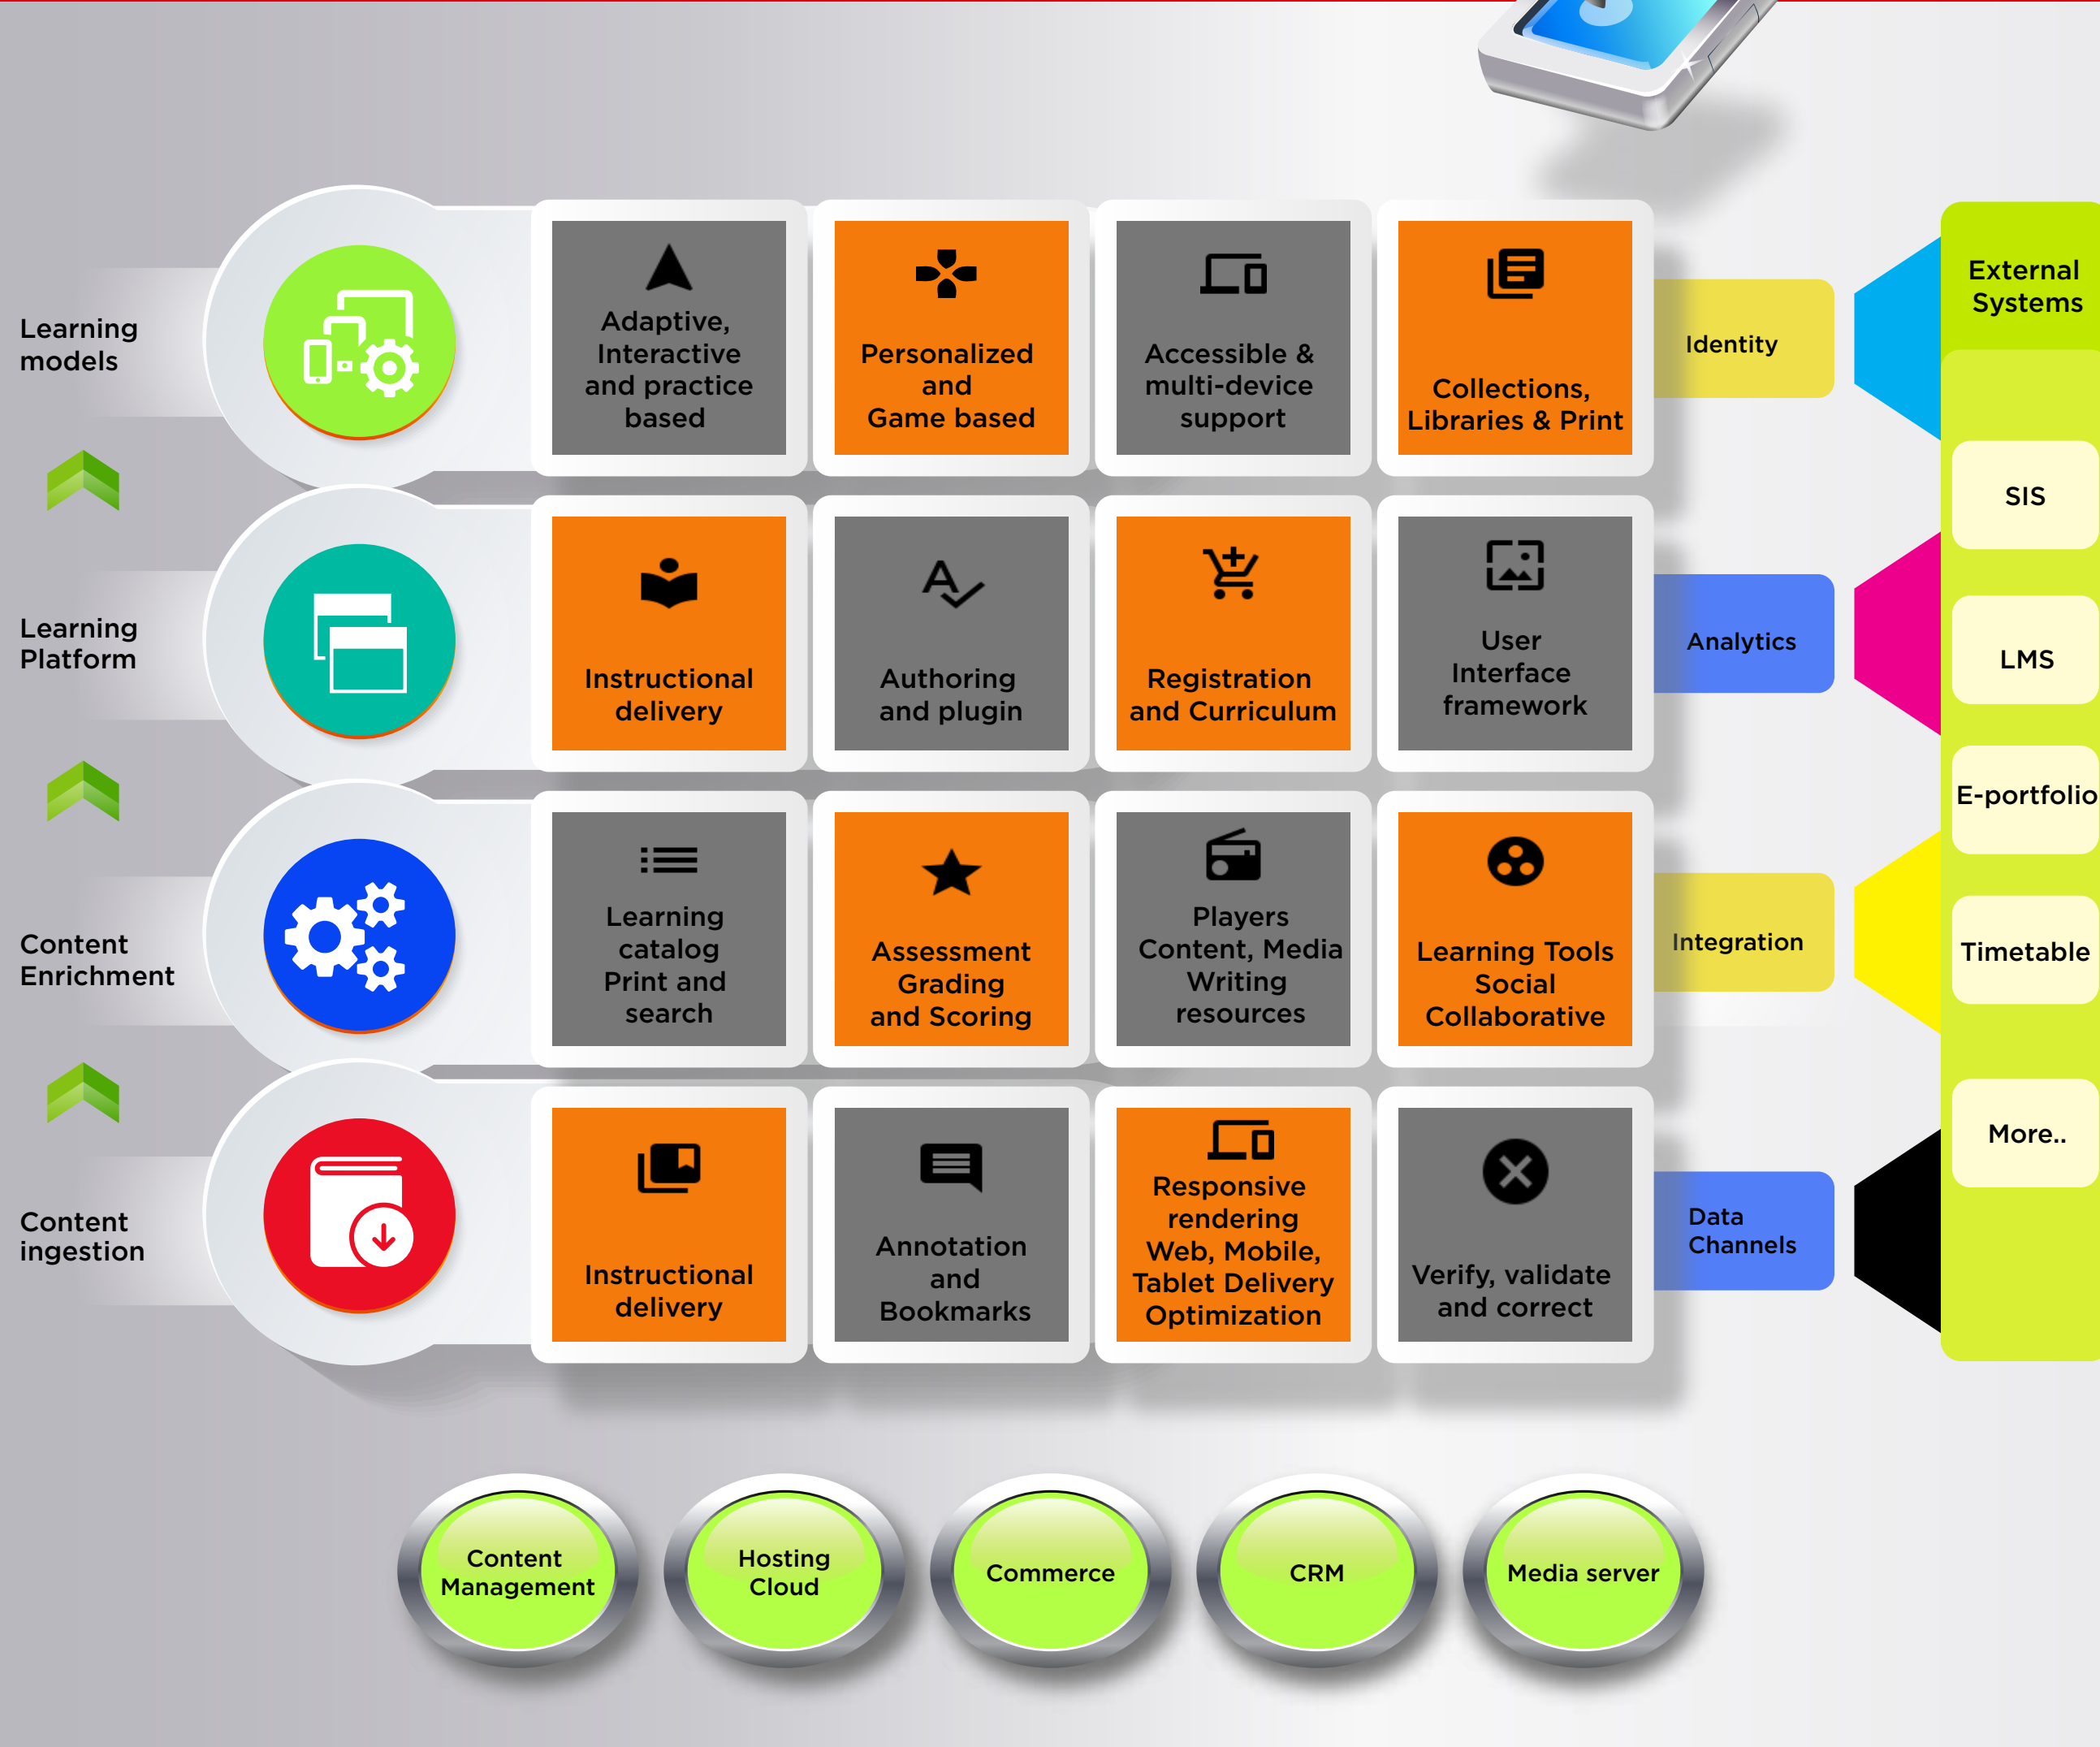 Learning
models
Adaptive,
Interactive
and practice
based
Personalized
and
Game based
Accessible &
multi-device
support
Collections,
Libraries & Print
Identity
External
Systems
SIS
Learning
Platform
Instructional
delivery
Authoring
and plugin
Registration
and Curriculum
User
Interface
framework
Analytics
LMS
E-portfolio
Content
Enrichment
Learning
catalog
Print and
search
Assessment
Grading
and Scoring
Players
Content, Media
Writing
resources
Learning Tools
Social
Collaborative
Integration
Timetable
More..
Content
ingestion
Instructional
delivery
Annotation
and
Bookmarks
Responsive
rendering
Web, Mobile,
Tablet Delivery
Optimization
Verify, validate
and correct
Data
Channels
Content
Management
Hosting
Cloud
Commerce
CRM
Media server